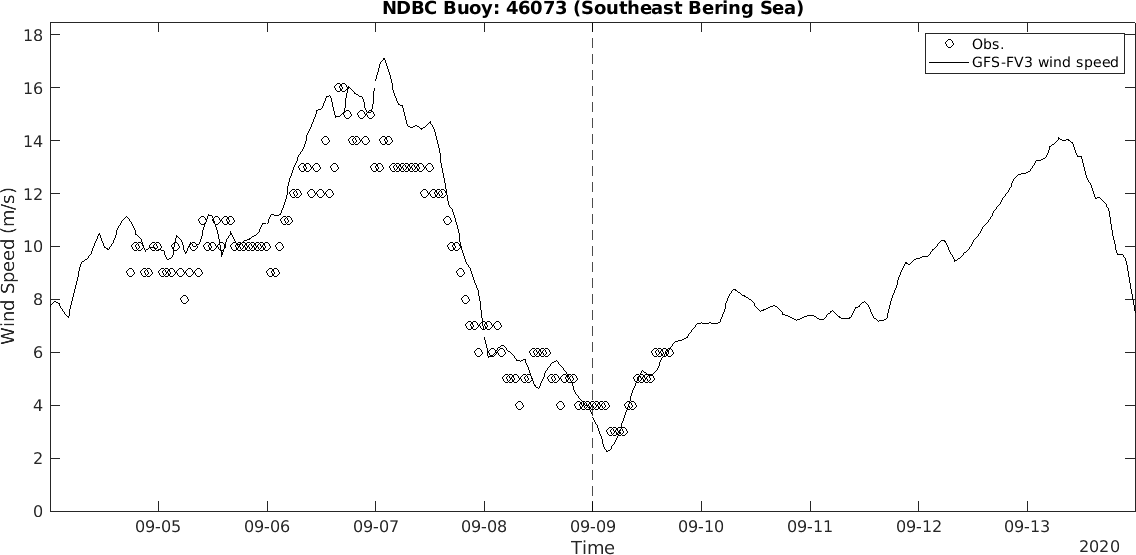 NDBC Buoy: 46073 (Southeast Bering Sea)
Obs.
GFS-FV3 wind speed
Wind Speed (m/s)
18
16
14
12
10
8
6
4
2
0
09-05 09-06 09-07 09-08 09-09 09-10 09-11 09-12 09-13
Time
2020